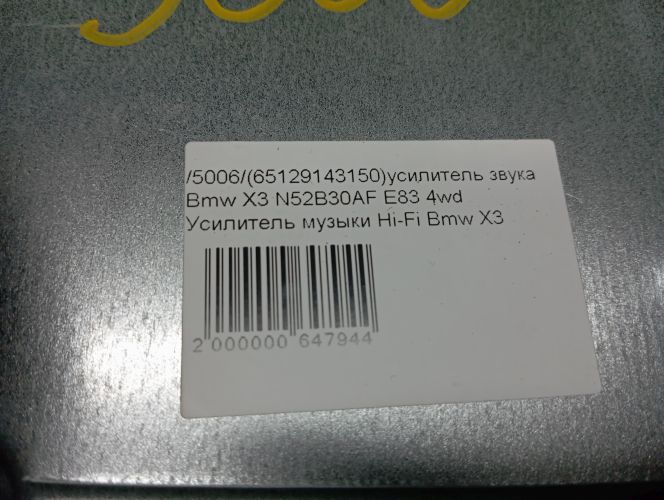 /5006/(65129143150)усилитель звука
Bmw X3 N52B30AF E83 4wd
Усилитель музыки Hi-Fi Bmw X3
2 000000 647944